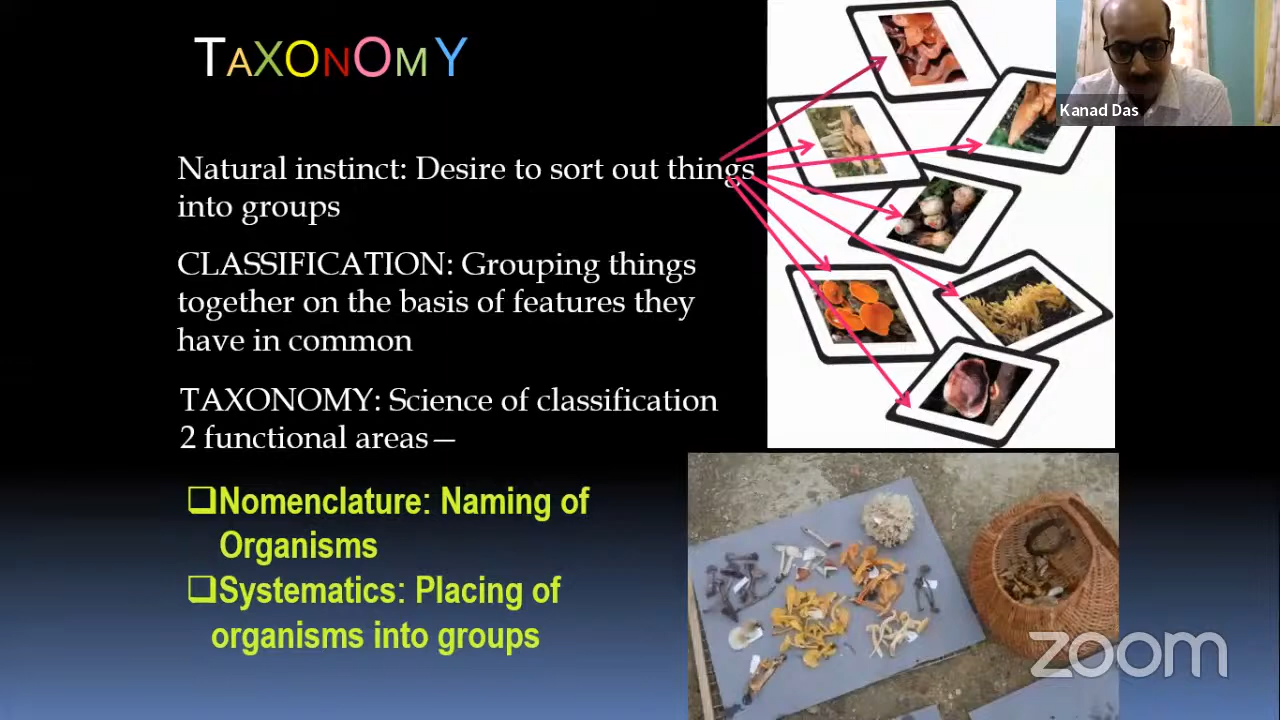 TAXONOMY
Kanad Das
Natural instinct: Desire to sort out things
into groups
CLASSIFICATION: Grouping things
together on the basis of features they
have in common
TAXONOMY: Science of classification
2 functional areas—
❑Nomenclature: Naming of
Organisms
❑Systematics: Placing of
organisms into groups
zoom